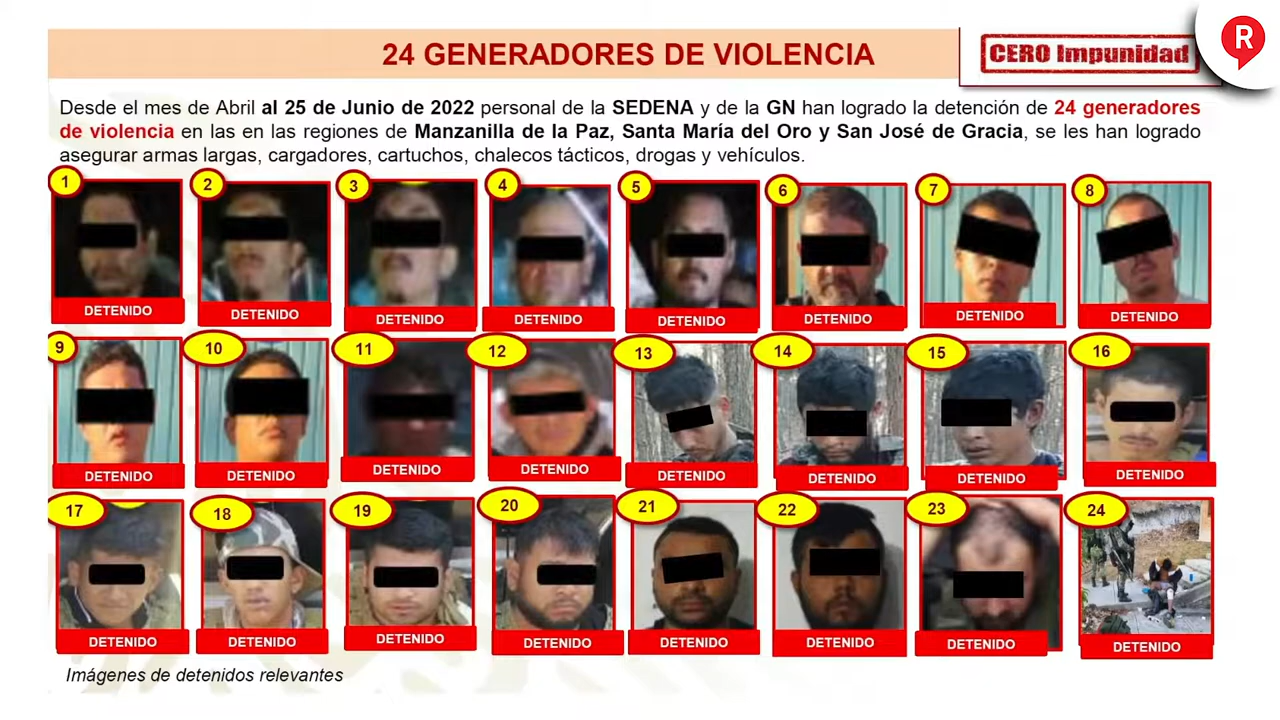 24 GENERADORES DE VIOLENCIA
CERO Impunidad
R
Desde el mes de Abril al 25 de Junio de 2022 personal de la SEDENA y de la GN han logrado la detención de 24 generadores
de violencia en las en las regiones de Manzanilla de la Paz, Santa María del Oro y San José de Gracia, se les han logrado
asegurar armas largas, cargadores, cartuchos, chalecos tácticos, drogas y vehículos.
1 2 3 4 5 6 7 8
DETENIDO DETENIDO DETENIDO DETENIDO DETENIDO DETENIDO DETENIDO DETENIDO
9 10 11 12 13 14 15 16
DETENIDO DETENIDO DETENIDO DETENIDO DETENIDO DETENIDO DETENIDO DETENIDO
17 18 19 20 21 22 23 24
DETENIDO DETENIDO DETENIDO DETENIDO DETENIDO DETENIDO DETENIDO DETENIDO
Imágenes de detenidos relevantes